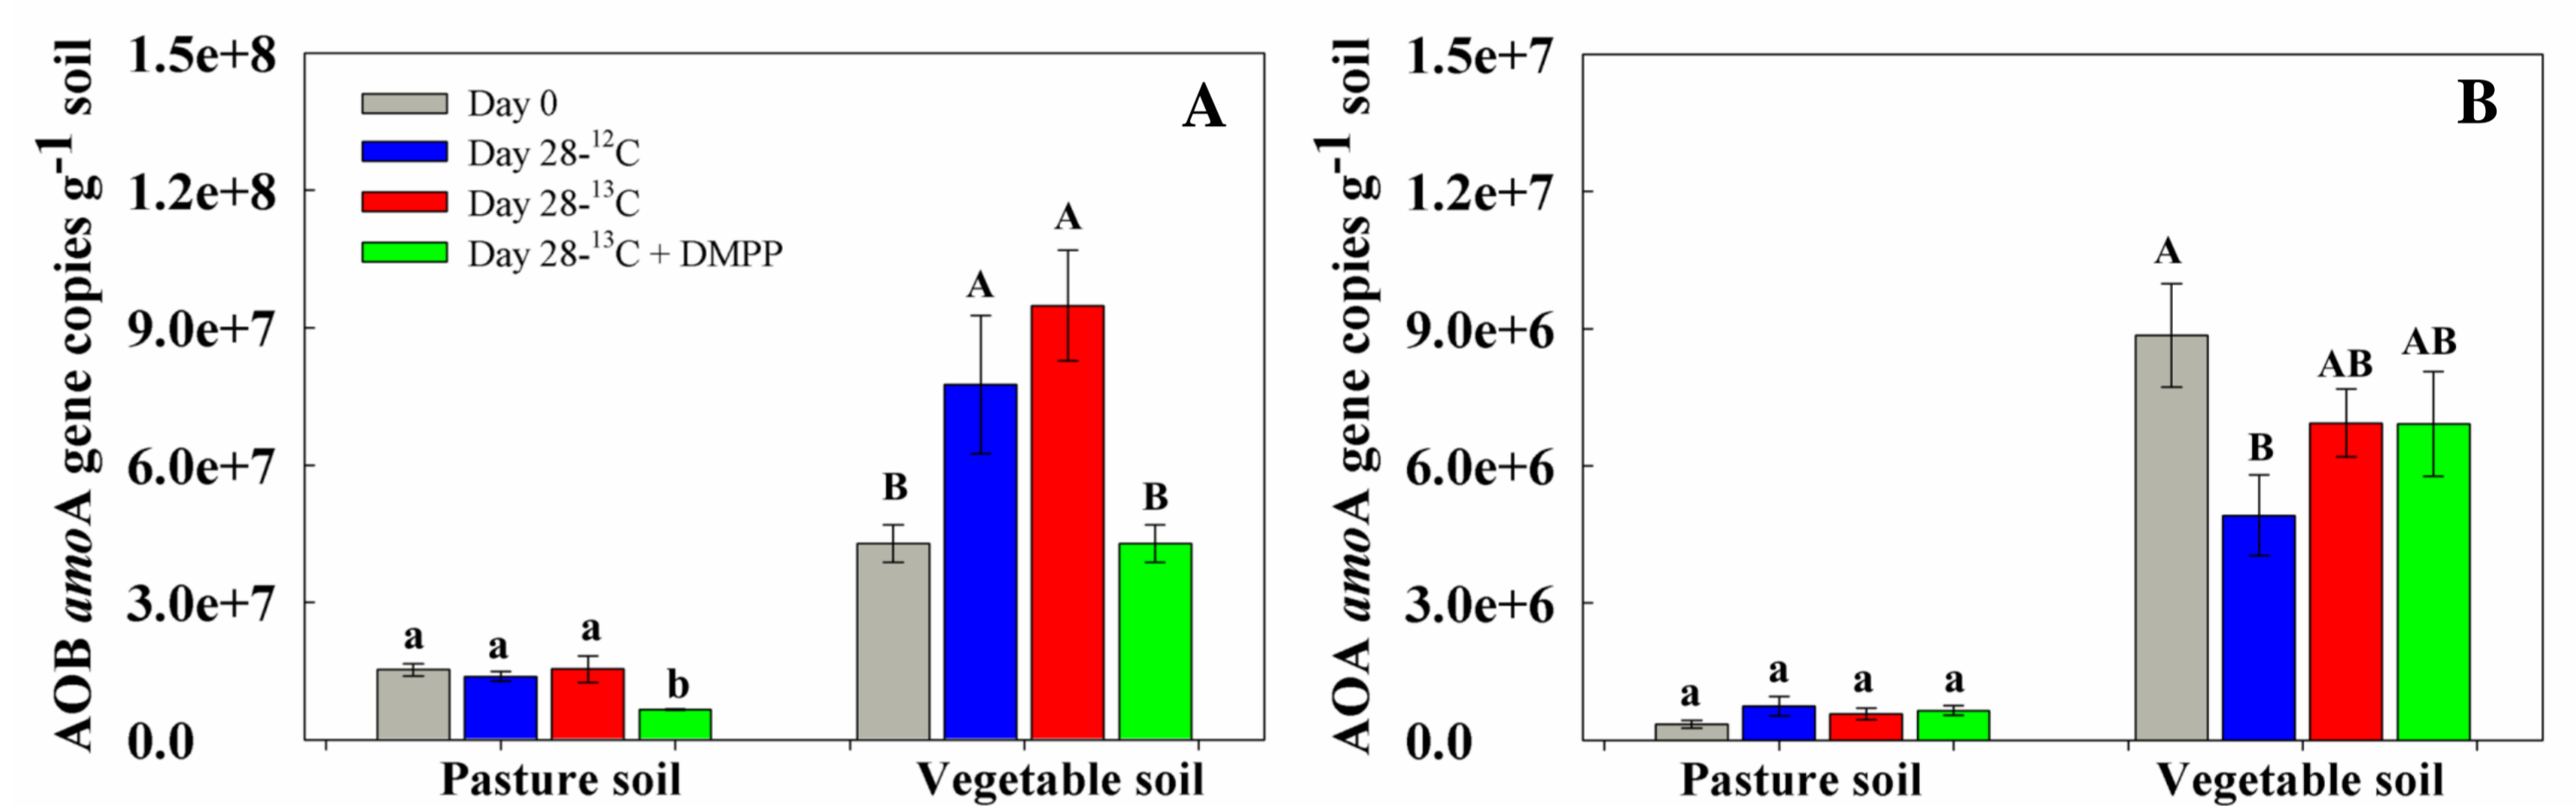 AOB amoA gene copies g⁻¹ soil
1.5e+8
1.2e+8
9.0e+7
6.0e+7
3.0e+7
0.0
Day 0
Day 28-¹²C
Day 28-¹³C
Day 28-¹³C + DMPP
A
a
a
a
b
B
A
A
B
Pasture soil
Vegetable soil
AOA amoA gene copies g⁻¹ soil
1.5e+7
1.2e+7
9.0e+6
6.0e+6
3.0e+6
0.0
B
a
a
a
a
A
B
AB
AB
Pasture soil
Vegetable soil